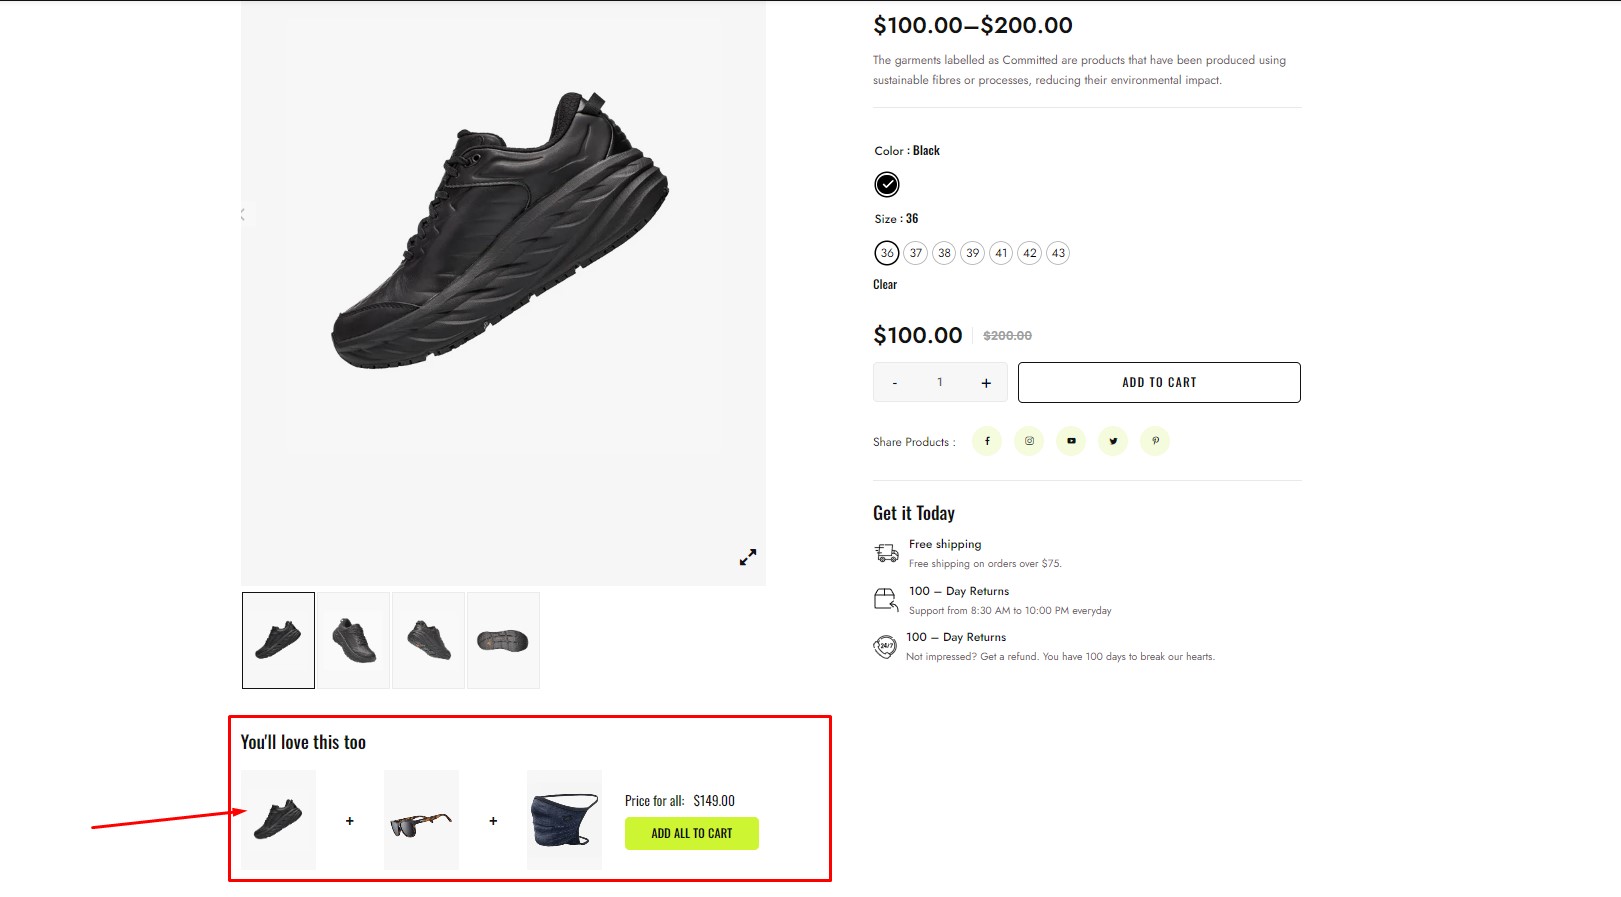 $100.00–$200.00
The garments labelled as Committed are products that have been produced using
sustainable fibres or processes, reducing their environmental impact.
Color : Black
Size : 36
36 37 38 39 41 42 43
Clear
$100.00 $200.00
- 1 + ADD TO CART
Share Products :
Get it Today
Free shipping
Free shipping on orders over $75.
100 – Day Returns
Support from 8:30 AM to 10:00 PM everyday
24/7
100 – Day Returns
Not impressed? Get a refund. You have 100 days to break our hearts.
You'll love this too
+ +
Price for all: $149.00
ADD ALL TO CART